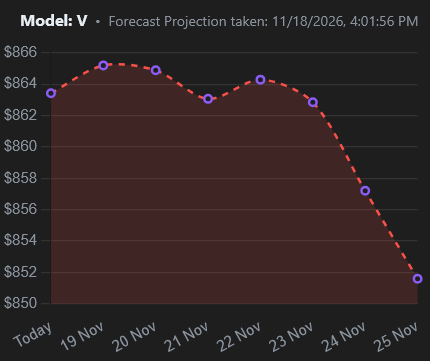 Model: V • Forecast Projection taken: 11/18/2026, 4:01:56 PM
$866
$864
$862
$860
$858
$856
$854
$852
$850
Today
19 Nov
20 Nov
21 Nov
22 Nov
23 Nov
24 Nov
25 Nov